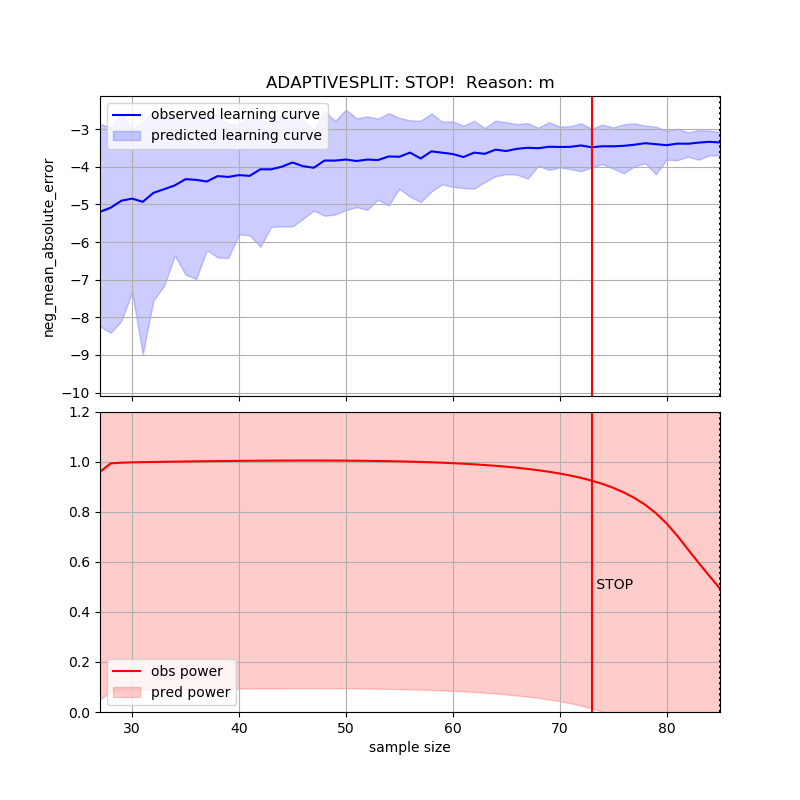 ADAPTIVESPLIT: STOP!  Reason: m
observed learning curve
predicted learning curve
neg_mean_absolute_error
−3
−4
−5
−6
−7
−8
−9
−10
1.2
1.0
0.8
0.6
0.4
0.2
0.0
STOP
obs power
pred power
30
40
50
60
70
80
sample size